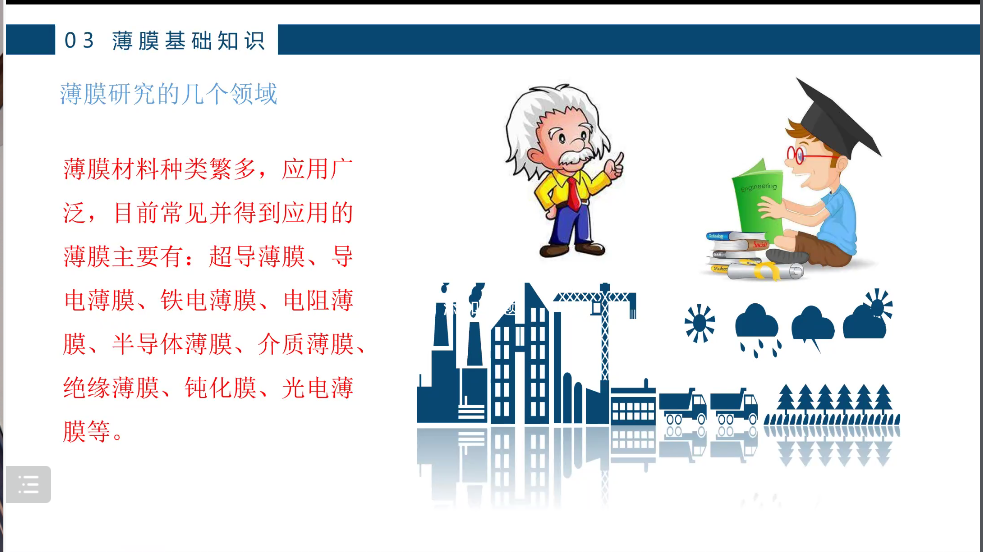 03 薄膜基础知识
薄膜研究的几个领域
薄膜材料种类繁多，应用广
泛，目前常见并得到应用的
薄膜主要有：超导薄膜、导
电薄膜、铁电薄膜、电阻薄
膜、半导体薄膜、介质薄膜、
绝缘薄膜、钝化膜、光电薄
膜等。
Engineering